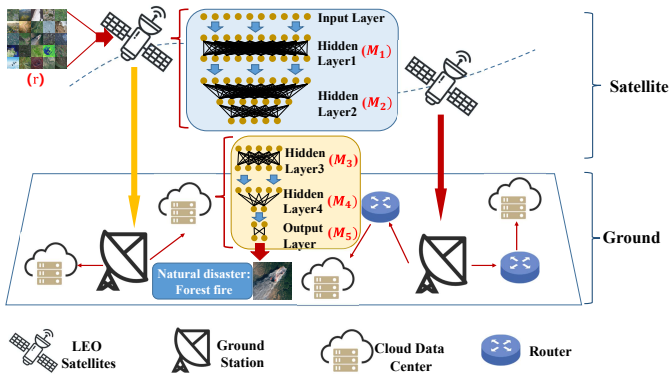 (r)
Input Layer
Hidden
Layer1
(M₁)
Hidden
Layer2
(M₂)
Satellite
Hidden
Layer3
(M₃)
Hidden
Layer4
(M₄)
Output
Layer
(M₅)
Ground
Natural disaster:
Forest fire
LEO
Satellites
Ground
Station
Cloud Data
Center
Router